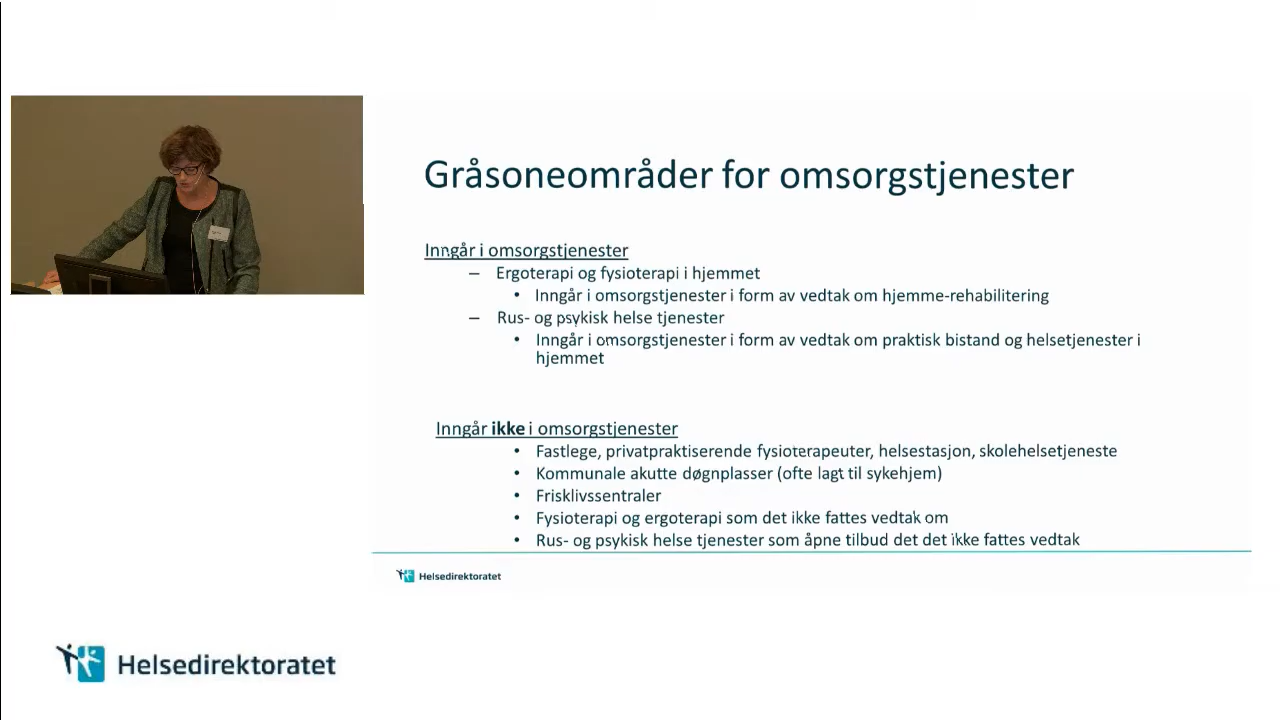 Gråsoneområder for omsorgstjenester
Inngår i omsorgstjenester
– Ergoterapi og fysioterapi i hjemmet
• Inngår i omsorgstjenester i form av vedtak om hjemme-rehabilitering
– Rus- og psykisk helse tjenester
• Inngår i omsorgstjenester i form av vedtak om praktisk bistand og helsetjenester i
hjemmet
Inngår ikke i omsorgstjenester
• Fastlege, privatpraktiserende fysioterapeuter, helsestasjon, skolehelsetjeneste
• Kommunale akutte døgnplasser (ofte lagt til sykehjem)
• Frisklivssentraler
• Fysioterapi og ergoterapi som det ikke fattes vedtak om
• Rus- og psykisk helse tjenester som åpne tilbud det det ikke fattes vedtak
Helsedirektoratet
Helsedirektoratet